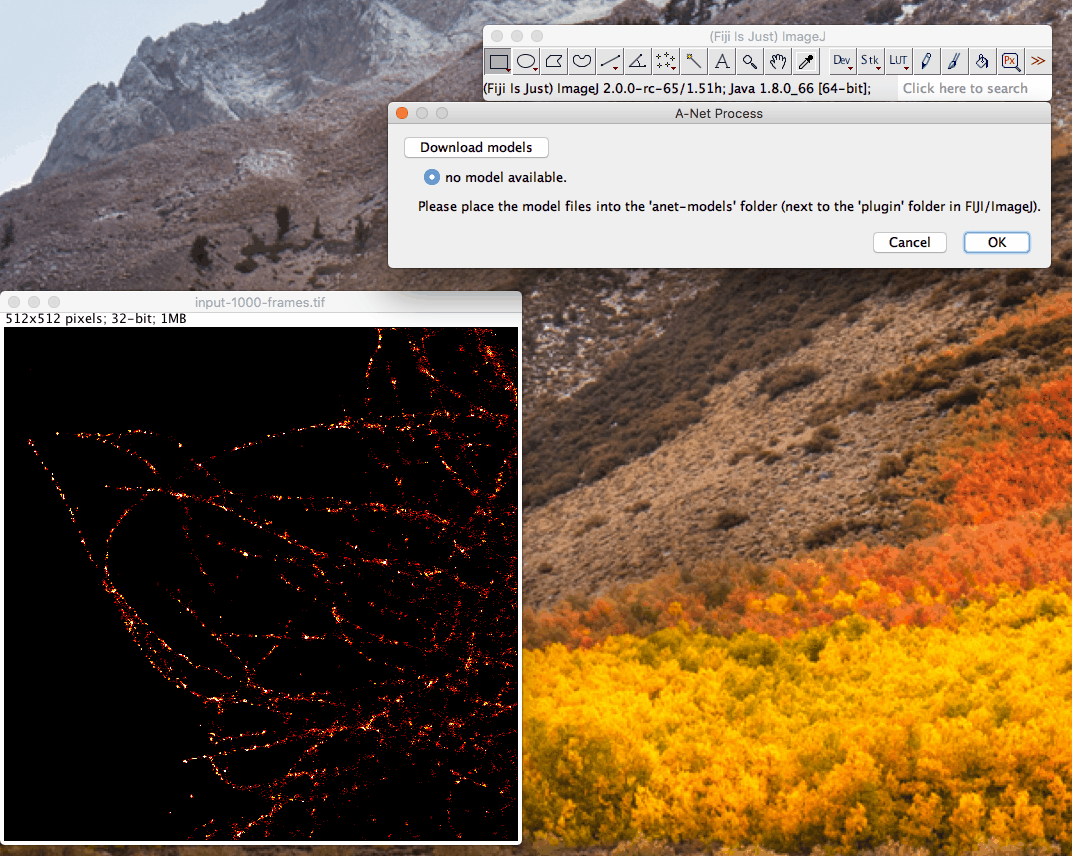 (Fiji Is Just) ImageJ
Dev Stk LUT Px >>
(Fiji Is Just) ImageJ 2.0.0-rc-65/1.51h; Java 1.8.0_66 [64-bit]; Click here to search
A-Net Process
Download models
no model available.
Please place the model files into the 'anet-models' folder (next to the 'plugin' folder in FIJI/ImageJ).
Cancel OK
input-1000-frames.tif
512x512 pixels; 32-bit; 1MB